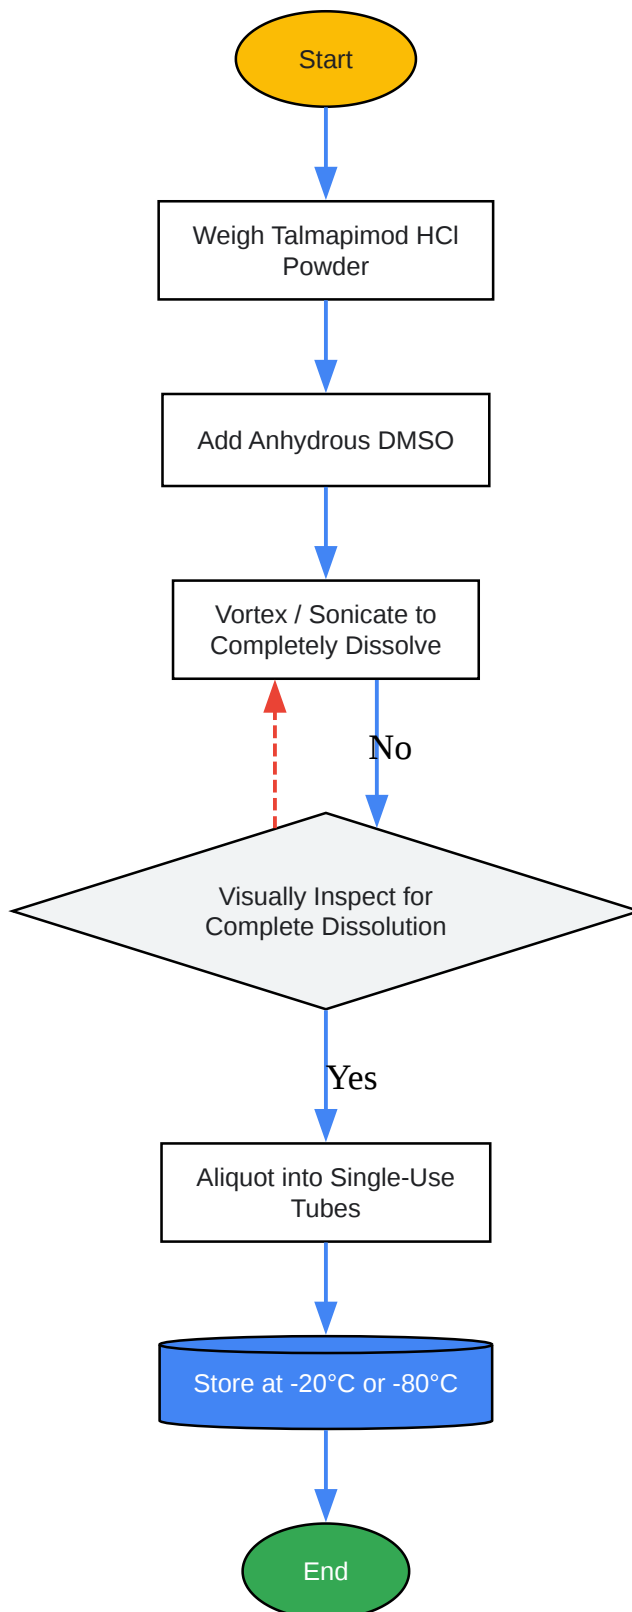 Start
Weigh Talmapimod HCl
Powder
Add Anhydrous DMSO
Vortex / Sonicate to
Completely Dissolve
No
Visually Inspect for
Complete Dissolution
Yes
Aliquot into Single-Use
Tubes
Store at -20°C or -80°C
End